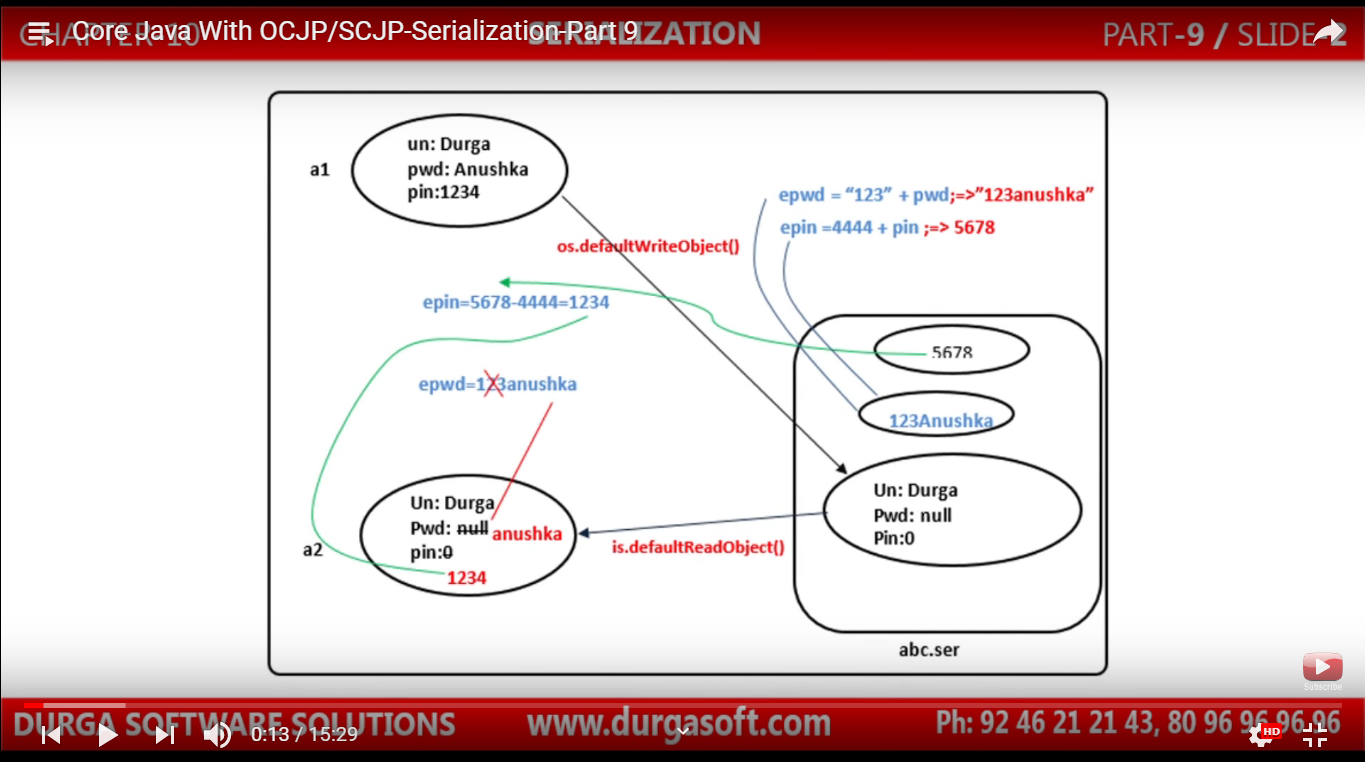 CHAPTER-10
Core Java With OCJP/SCJP-Serialization-Part 9
SERIALIZATION
PART-9 / SLIDE-2
a1
un: Durga
pwd: Anushka
pin:1234
epwd = “123” + pwd;=>”123anushka”
epin =4444 + pin ;=> 5678
os.defaultWriteObject()
epin=5678-4444=1234
epwd=123anushka
5678
123Anushka
Un: Durga
Pwd: null
Pin:0
abc.ser
is.defaultReadObject()
a2
Un: Durga
Pwd: null anushka
pin:0
1234
Subscribe
DURGA SOFTWARE SOLUTIONS
www.durgasoft.com
Ph: 92 46 21 21 43, 80 96 96 96 96
0:13 / 15:29
HD